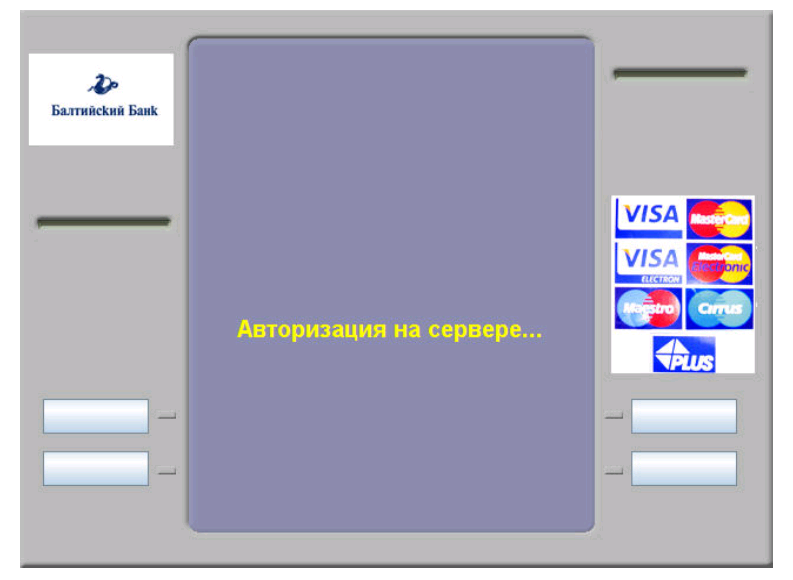 Балтийский Банк
VISA
MasterCard
VISA
ELECTRON
MasterCard
Electronic
Maestro
Cirrus
PLUS
Авторизация на сервере...